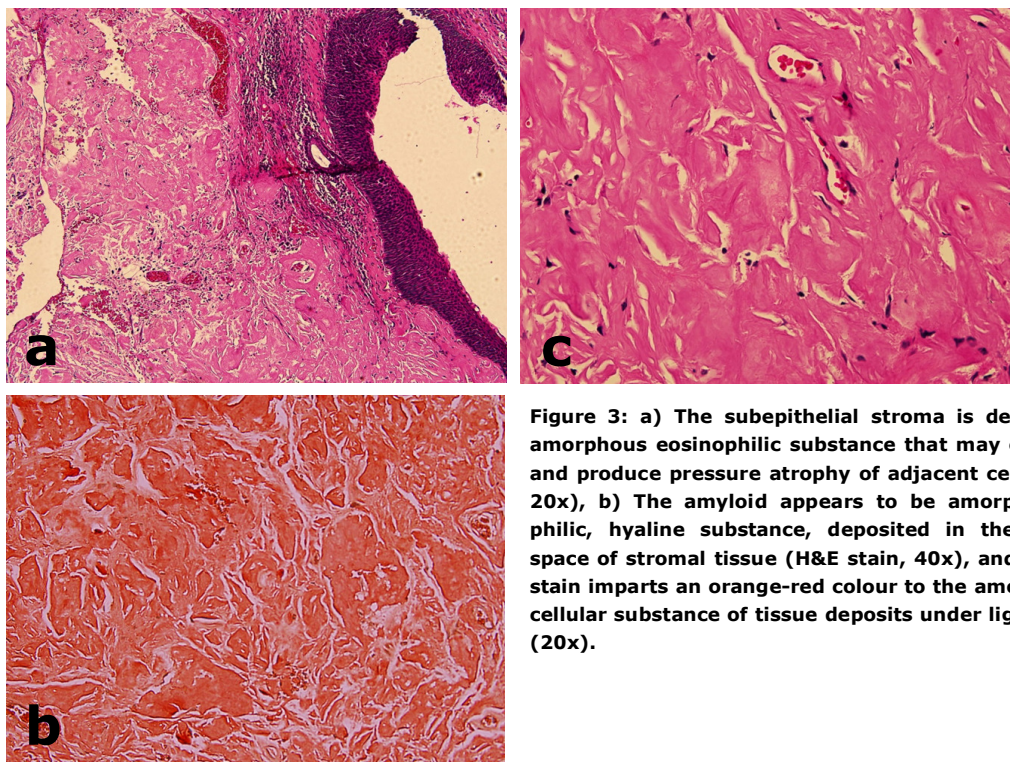 a
c
b
Figure 3: a) The subepithelial stroma is de
amorphous eosinophilic substance that may
and produce pressure atrophy of adjacent ce
20x), b) The amyloid appears to be amorp
philic, hyaline substance, deposited in the
space of stromal tissue (H&E stain, 40x), and
stain imparts an orange-red colour to the amo
cellular substance of tissue deposits under lig
(20x).